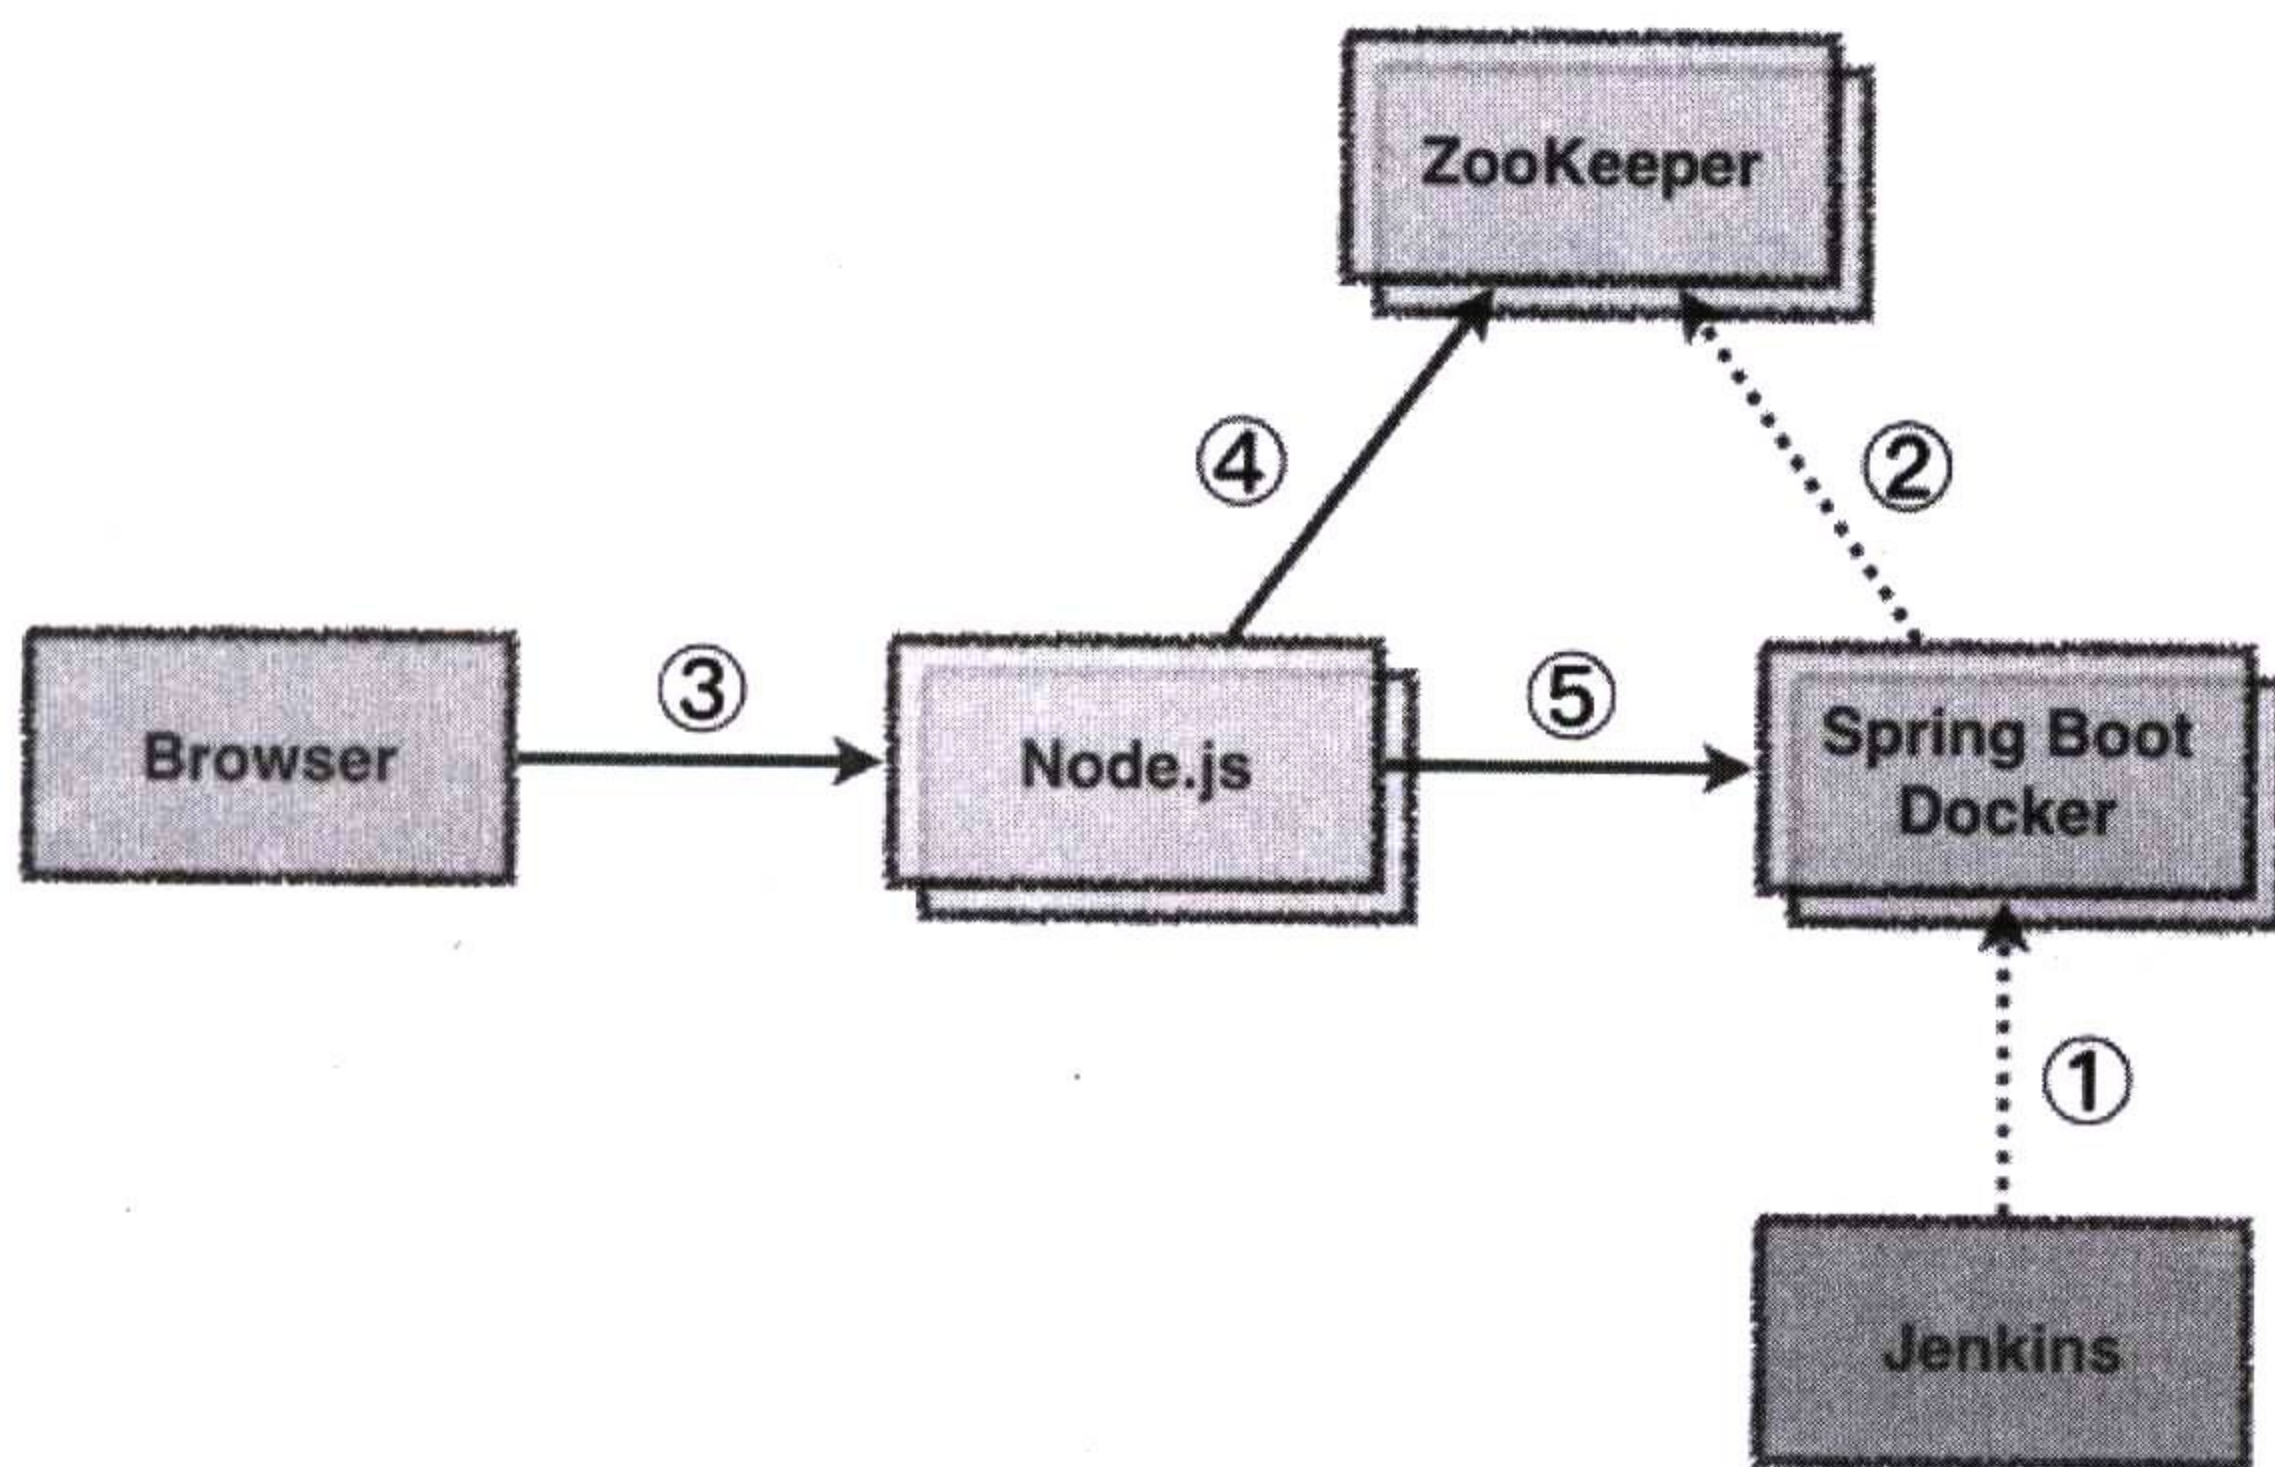 ZooKeeper
④
②
Browser
③
Node.js
⑤
Spring Boot
Docker
①
Jenkins